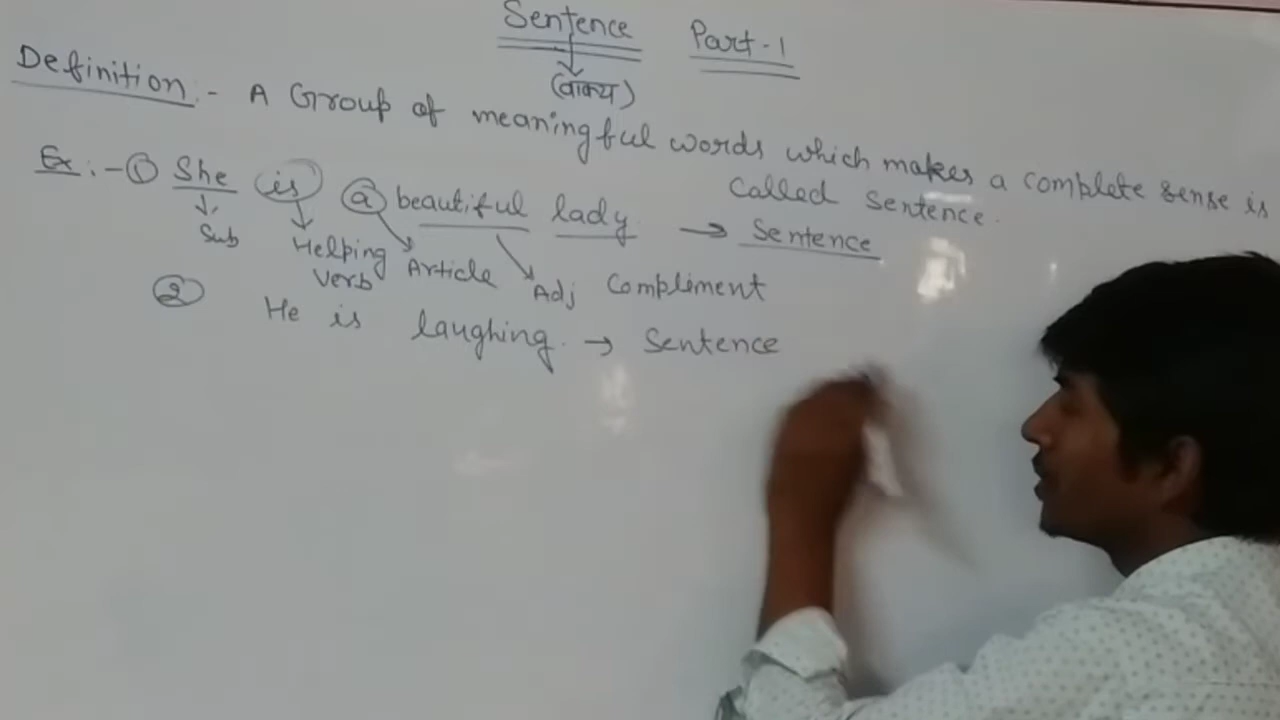 Sentence Part-1
(वाक्य)
Definition:- A Group of meaningful words which makes a complete sense is
called Sentence.
Ex:-① She is a beautiful lady → Sentence
Sub Helping Verb Article Adj Compliment
② He is laughing. → Sentence